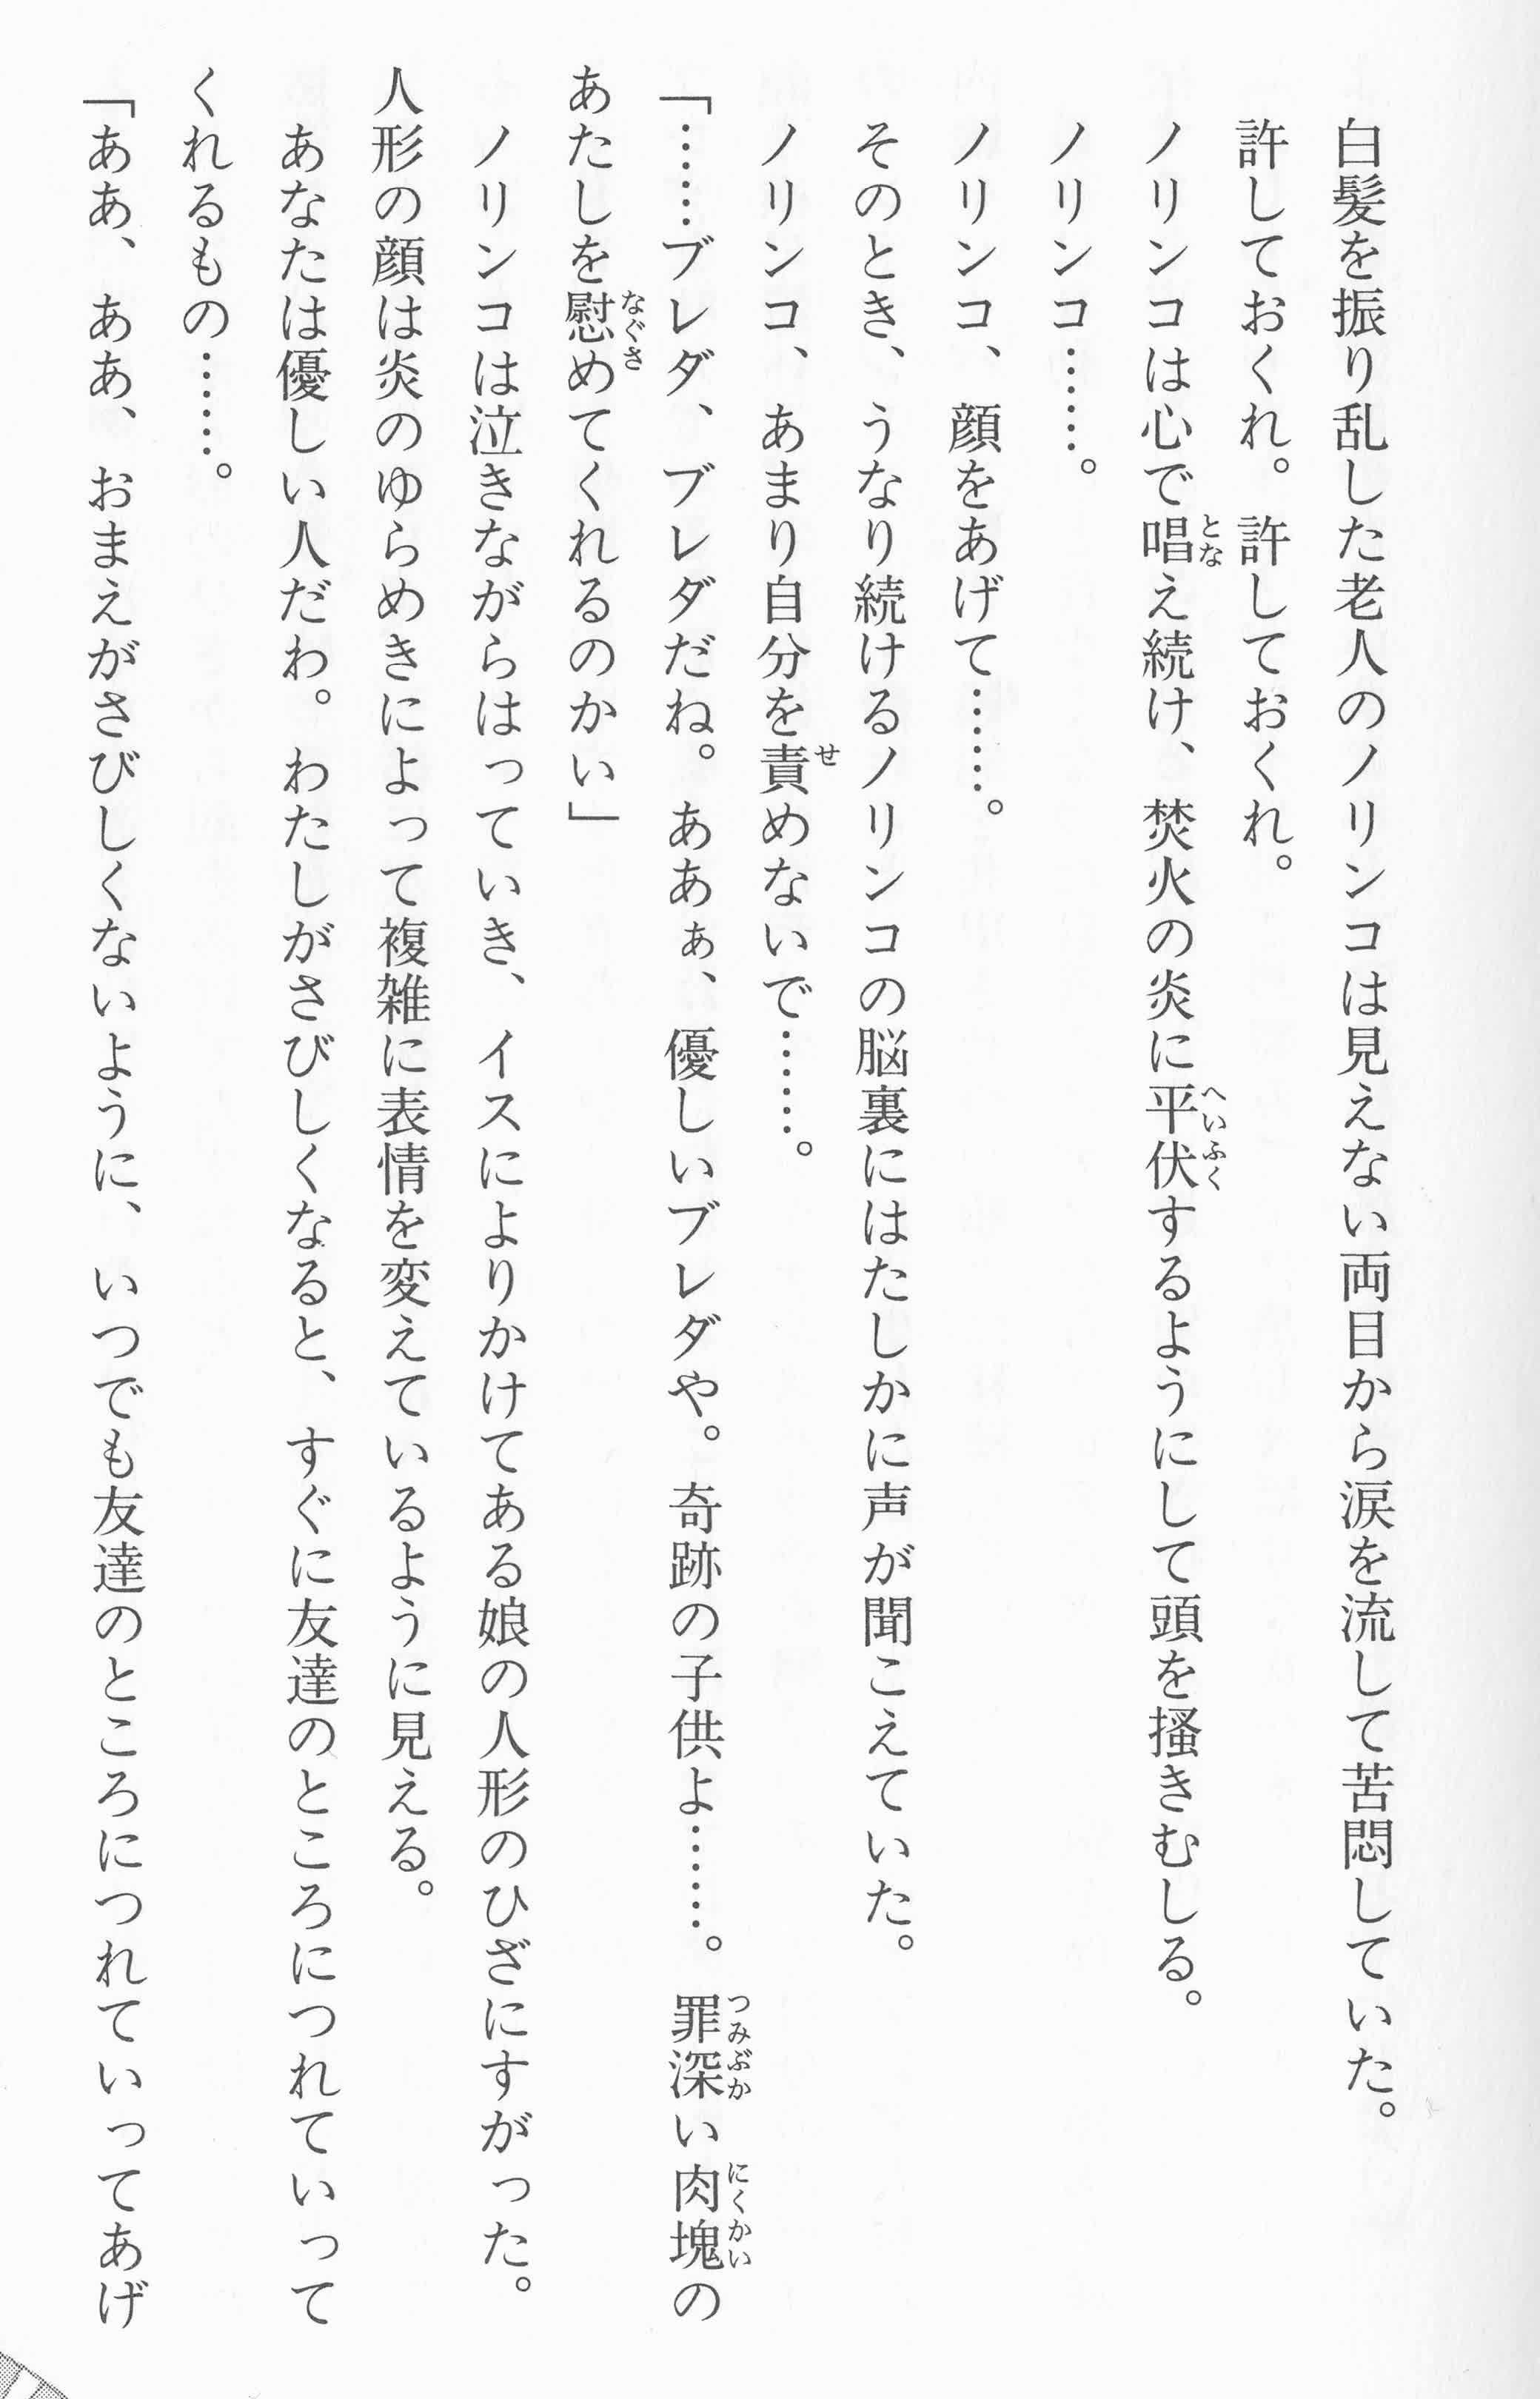 白髪を振り乱した老人のノリンコは見えない両目から涙を流して苦悶していた。
　許しておくれ。許しておくれ。
　ノリンコは心で唱え続け、焚火の炎に平伏するようにして頭を掻きむしる。
　ノリンコ……。
　ノリンコ、顔をあげて……。
　そのとき、うなり続けるノリンコの脳裏にはたしかに声が聞こえていた。
　ノリンコ、あまり自分を責めないで……。
「……ブレダ、ブレダだね。ああぁ、優しいブレダや。奇跡の子供よ……。罪深い肉塊の
あたしを慰めてくれるのかい」
　ノリンコは泣きながらはっていき、イスによりかけてある娘の人形のひざにすがった。
人形の顔は炎のゆらめきによって複雑に表情を変えているように見える。
　あなたは優しい人だわ。わたしがさびしくなると、すぐに友達のところにつれていって
くれるもの……。
「ああ、ああ、おまえがさびしくないように、いつでも友達のところにつれていってあげ